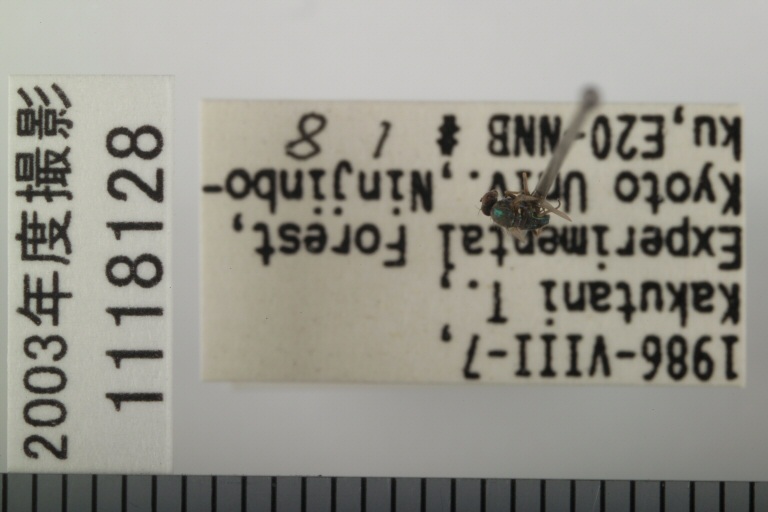 2003年度撮影
1118128
1986-VIII-7,
Kakutani T.,
Experimental Forest,
Kyoto Univ.,Ninjinbo-
ku,E20-NNB # 1 8